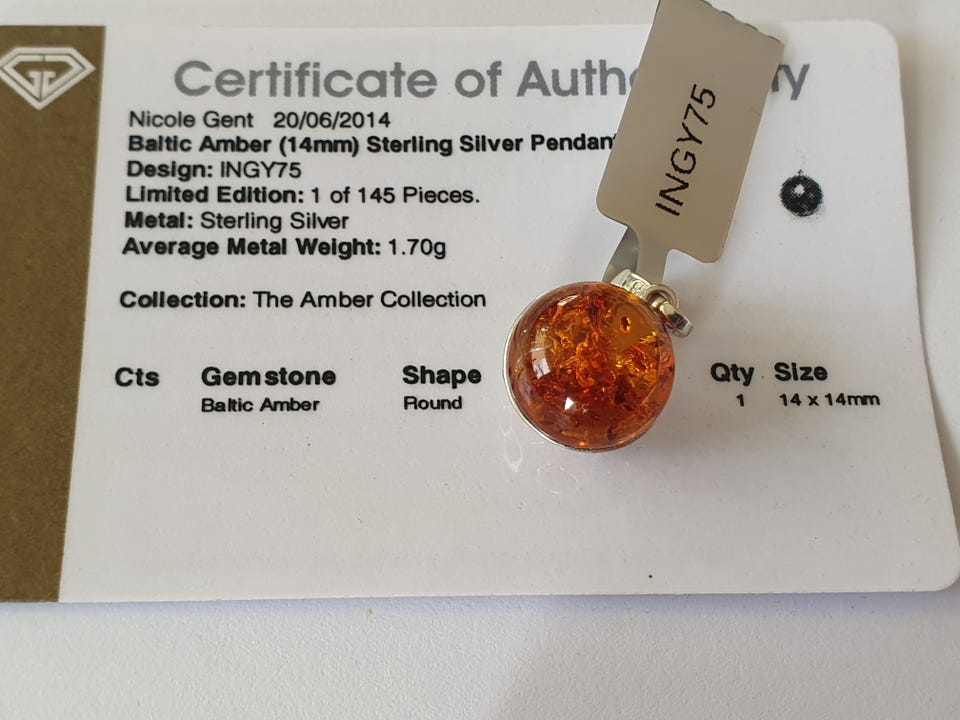 Certificate of Auth
Nicole Gent 20/06/2014
Baltic Amber (14mm) Sterling Silver Pendant
Design: INGY75
Limited Edition: 1 of 145 Pieces.
Metal: Sterling Silver
Average Metal Weight: 1.70g
Collection: The Amber Collection
Cts Gemstone Shape Qty Size
Baltic Amber Round 1 14 x 14mm
INGY75